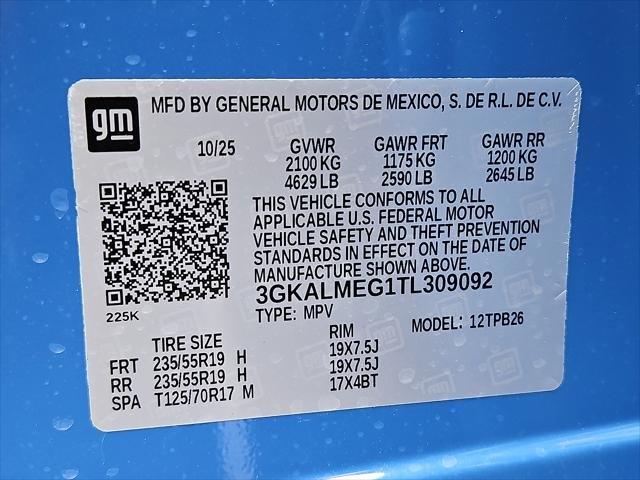 gm
MFD BY GENERAL MOTORS DE MEXICO, S. DE R.L. DE C.V.
10/25 GVWR GAWR FRT GAWR RR
2100 KG 1175 KG 1200 KG
4629 LB 2590 LB 2645 LB
THIS VEHICLE CONFORMS TO ALL
APPLICABLE U.S. FEDERAL MOTOR
VEHICLE SAFETY AND THEFT PREVENTION
STANDARDS IN EFFECT ON THE DATE OF
MANUFACTURE SHOWN ABOVE.
3GKALMEG1TL309092
225K
TYPE: MPV MODEL: 12TPB26
TIRE SIZE RIM
FRT 235/55R19 H 19X7.5J
RR 235/55R19 H 19X7.5J
SPA T125/70R17 M 17X4BT